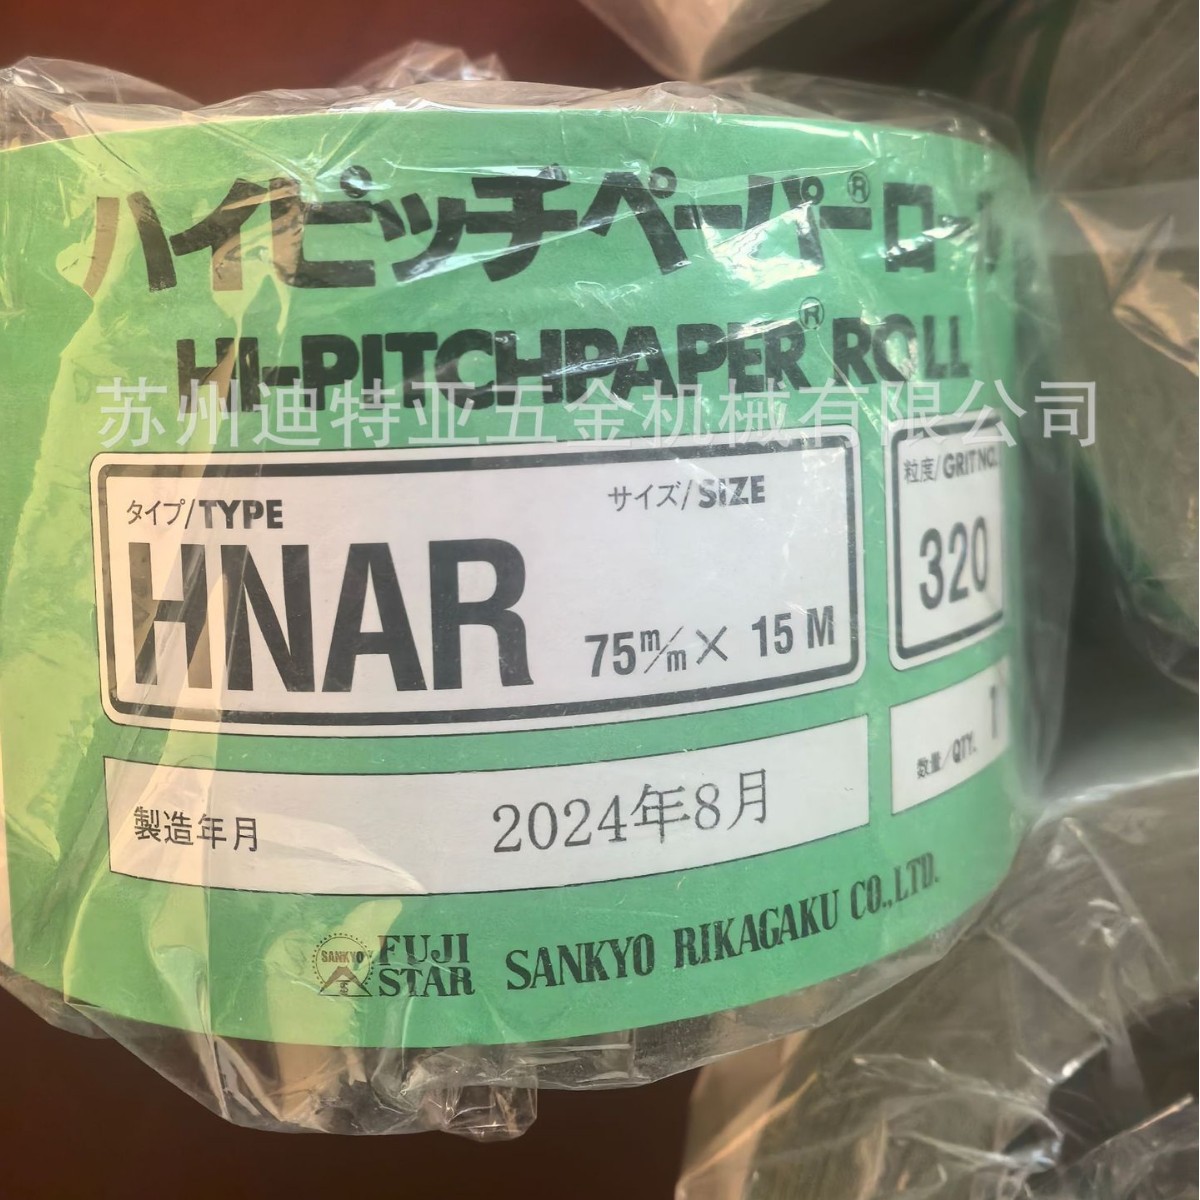 ハイピッチペーパー®ロール
HI-PITCHPAPER® ROLL
苏州迪特亚五金机械有限公司
タイプ/TYPE
HNAR
サイズ/SIZE
75m/m × 15 M
粒度/GRIT NO.
320
製造年月 2024年8月
数量/QTY. 1
SANKYO
FUJI
STAR
SANKYO RIKAGAKU CO.,LTD.